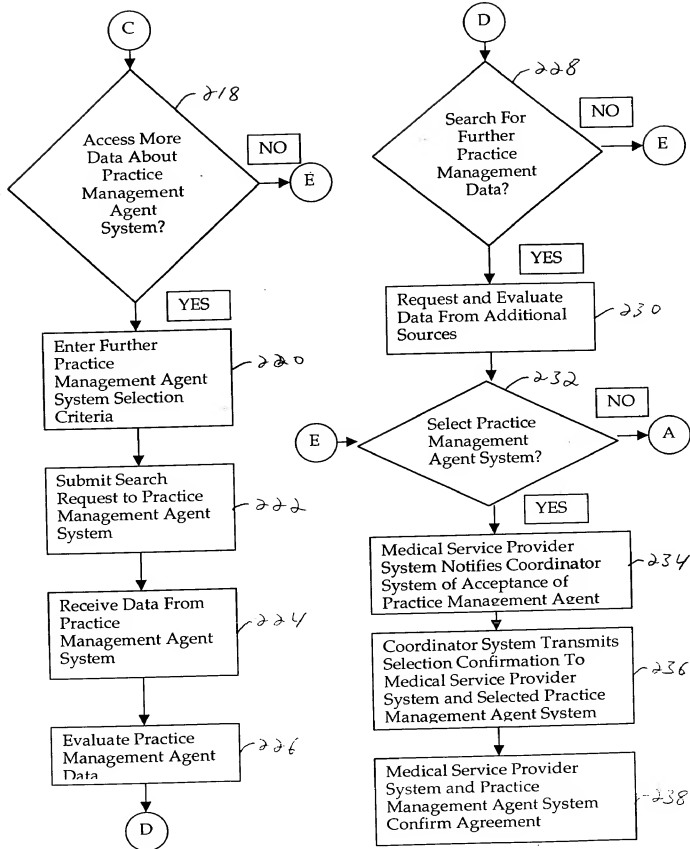 C
218
Access More
Data About
Practice
Management
Agent
System?
NO
E
YES
Enter Further
Practice
Management Agent
System Selection
Criteria
220
Submit Search
Request to Practice
Management Agent
System
222
Receive Data From
Practice
Management Agent
System
224
Evaluate Practice
Management Agent
Data
226
D
D
228
Search For
Further
Practice
Management
Data?
NO
E
YES
Request and Evaluate
Data From Additional
Sources
230
232
E
Select Practice
Management
Agent System?
NO
A
YES
Medical Service Provider
System Notifies Coordinator
System of Acceptance of
Practice Management Agent
234
Coordinator System Transmits
Selection Confirmation To
Medical Service Provider
System and Selected Practice
Management Agent System
236
Medical Service Provider
System and Practice
Management Agent System
Confirm Agreement
238